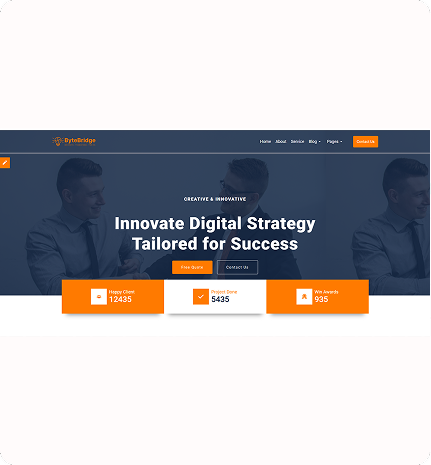 ByteBridge
Home About Service Blog Pages Contact Us
CREATIVE & INNOVATIVE
Innovate Digital Strategy
Tailored for Success
Free Quote Contact Us
Happy Client
12435
Project Done
5435
Win Awards
935